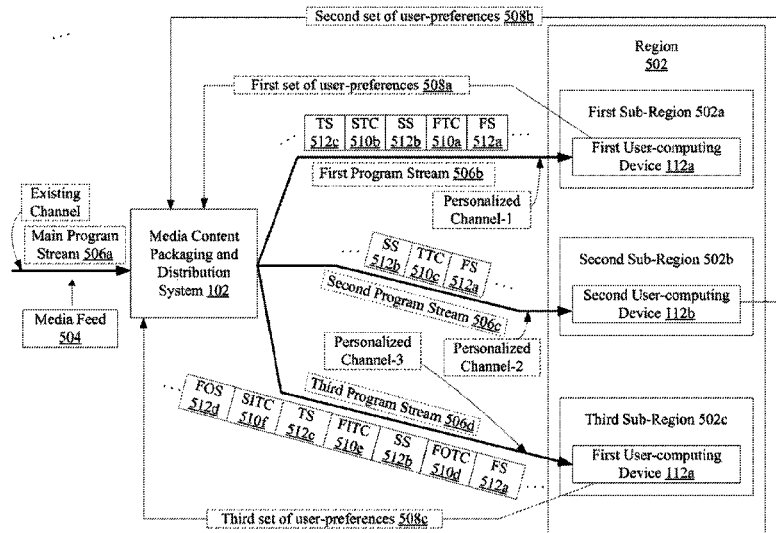 Second set of user-preferences 508b
Region
502
First set of user-preferences 508a
First Sub-Region 502a
First User-computing
Device 112a
TS
512c
STC
510b
SS
512b
FTC
510a
FS
512a
First Program Stream 506b
Personalized
Channel-1
Existing
Channel
Main Program
Stream 506a
Media Feed
504
Media Content
Packaging and
Distribution
System 102
SS
512b
TTC
510c
FS
512a
Second Program Stream 506c
Personalized
Channel-2
Second Sub-Region 502b
Second User-computing
Device 112b
Personalized
Channel-3
Third Program Stream 506d
FOS
512d
SITC
510f
TS
512c
FITC
510e
SS
512b
FOTC
510d
FS
512a
Third Sub-Region 502c
First User-computing
Device 112a
Third set of user-preferences 508c